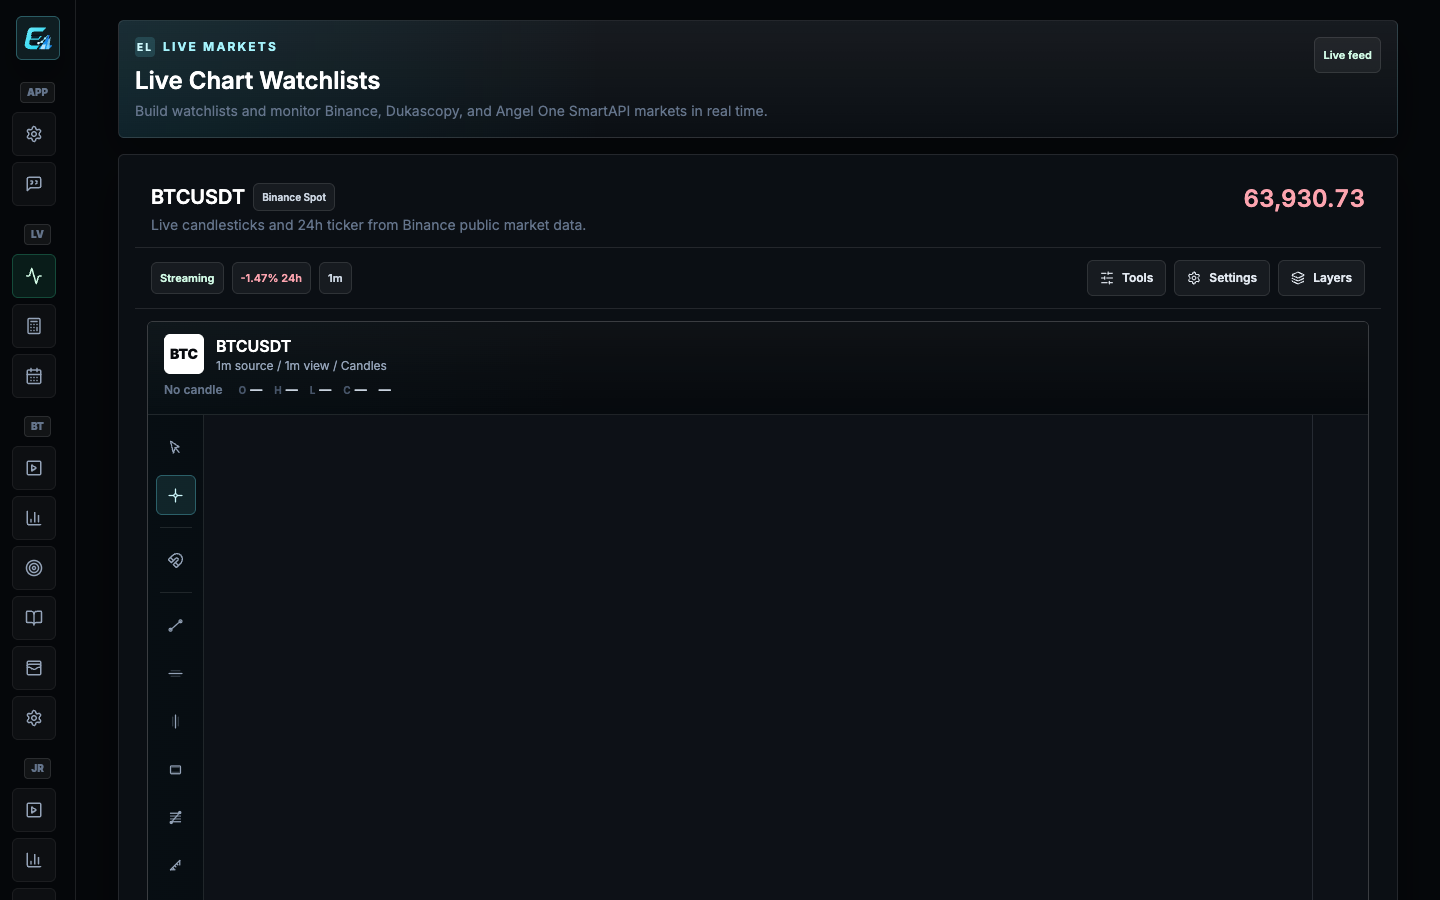 APP
LV
BT
JR
EL LIVE MARKETS
Live Chart Watchlists
Build watchlists and monitor Binance, Dukascopy, and Angel One SmartAPI markets in real time.
Live feed
BTCUSDT Binance Spot
Live candlesticks and 24h ticker from Binance public market data.
63,930.73
Streaming -1.47% 24h 1m
Tools Settings Layers
BTC BTCUSDT
1m source / 1m view / Candles
No candle O — H — L — C — —